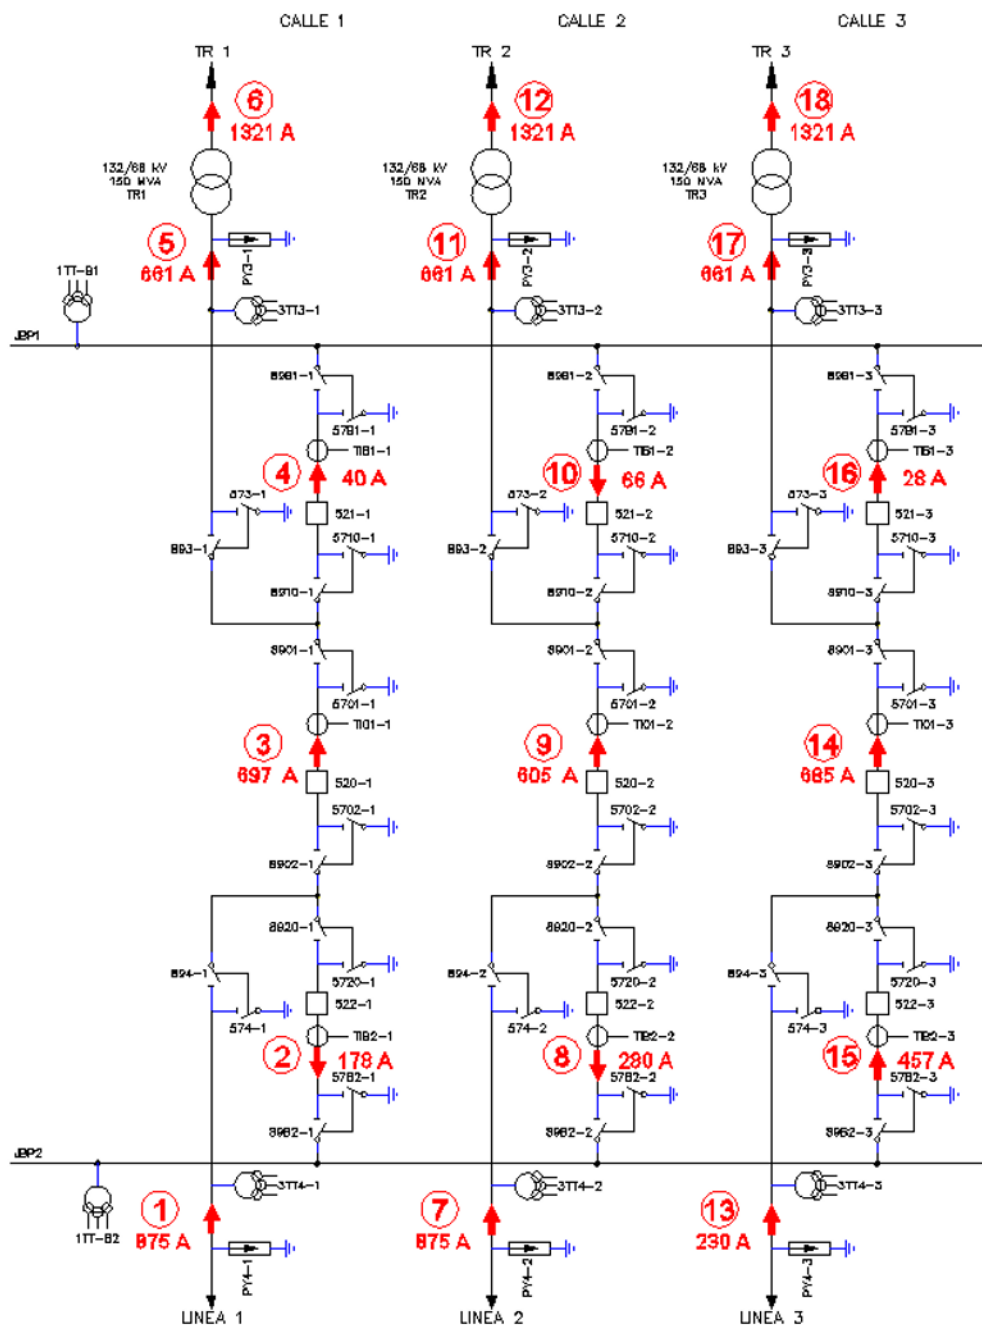 CALLE 1 CALLE 2 CALLE 3
TR 1 TR 2 TR 3
6 12 18
1321 A 1321 A 1321 A
132/68 kV 132/68 kV 132/68 kV
150 MVA 150 MVA 150 MVA
TR1 TR2 TR3
5 11 17
661 A 661 A 661 A
PY3-1 PY3-2 PY3-3
1TT-B1
3TT3-1 3TT3-2 3TT3-3
JBP1
89B1-1 89B1-2 89B1-3
57B1-1 57B1-2 57B1-3
TIB1-1 TIB1-2 TIB1-3
4 10 16
40 A 66 A 28 A
873-1 873-2 873-3
521-1 521-2 521-3
893-1 893-2 893-3
5710-1 5710-2 5710-3
8910-1 8910-2 8910-3
8901-1 8901-2 8901-3
5701-1 5701-2 5701-3
TI01-1 TI01-2 TI01-3
3 9 14
697 A 605 A 685 A
520-1 520-2 520-3
5702-1 5702-2 5702-3
8902-1 8902-2 8902-3
8920-1 8920-2 8920-3
894-1 894-2 894-3
5720-1 5720-2 5720-3
522-1 522-2 522-3
574-1 574-2 574-3
TIB2-1 TIB2-2 TIB2-3
2 8 15
178 A 280 A 457 A
57B2-1 57B2-2 57B2-3
89B2-1 89B2-2 89B2-3
JBP2
3TT4-1 3TT4-2 3TT4-3
1TT-B2
1 7 13
875 A 875 A 230 A
PY4-1 PY4-2 PY4-3
LINEA 1 LINEA 2 LINEA 3